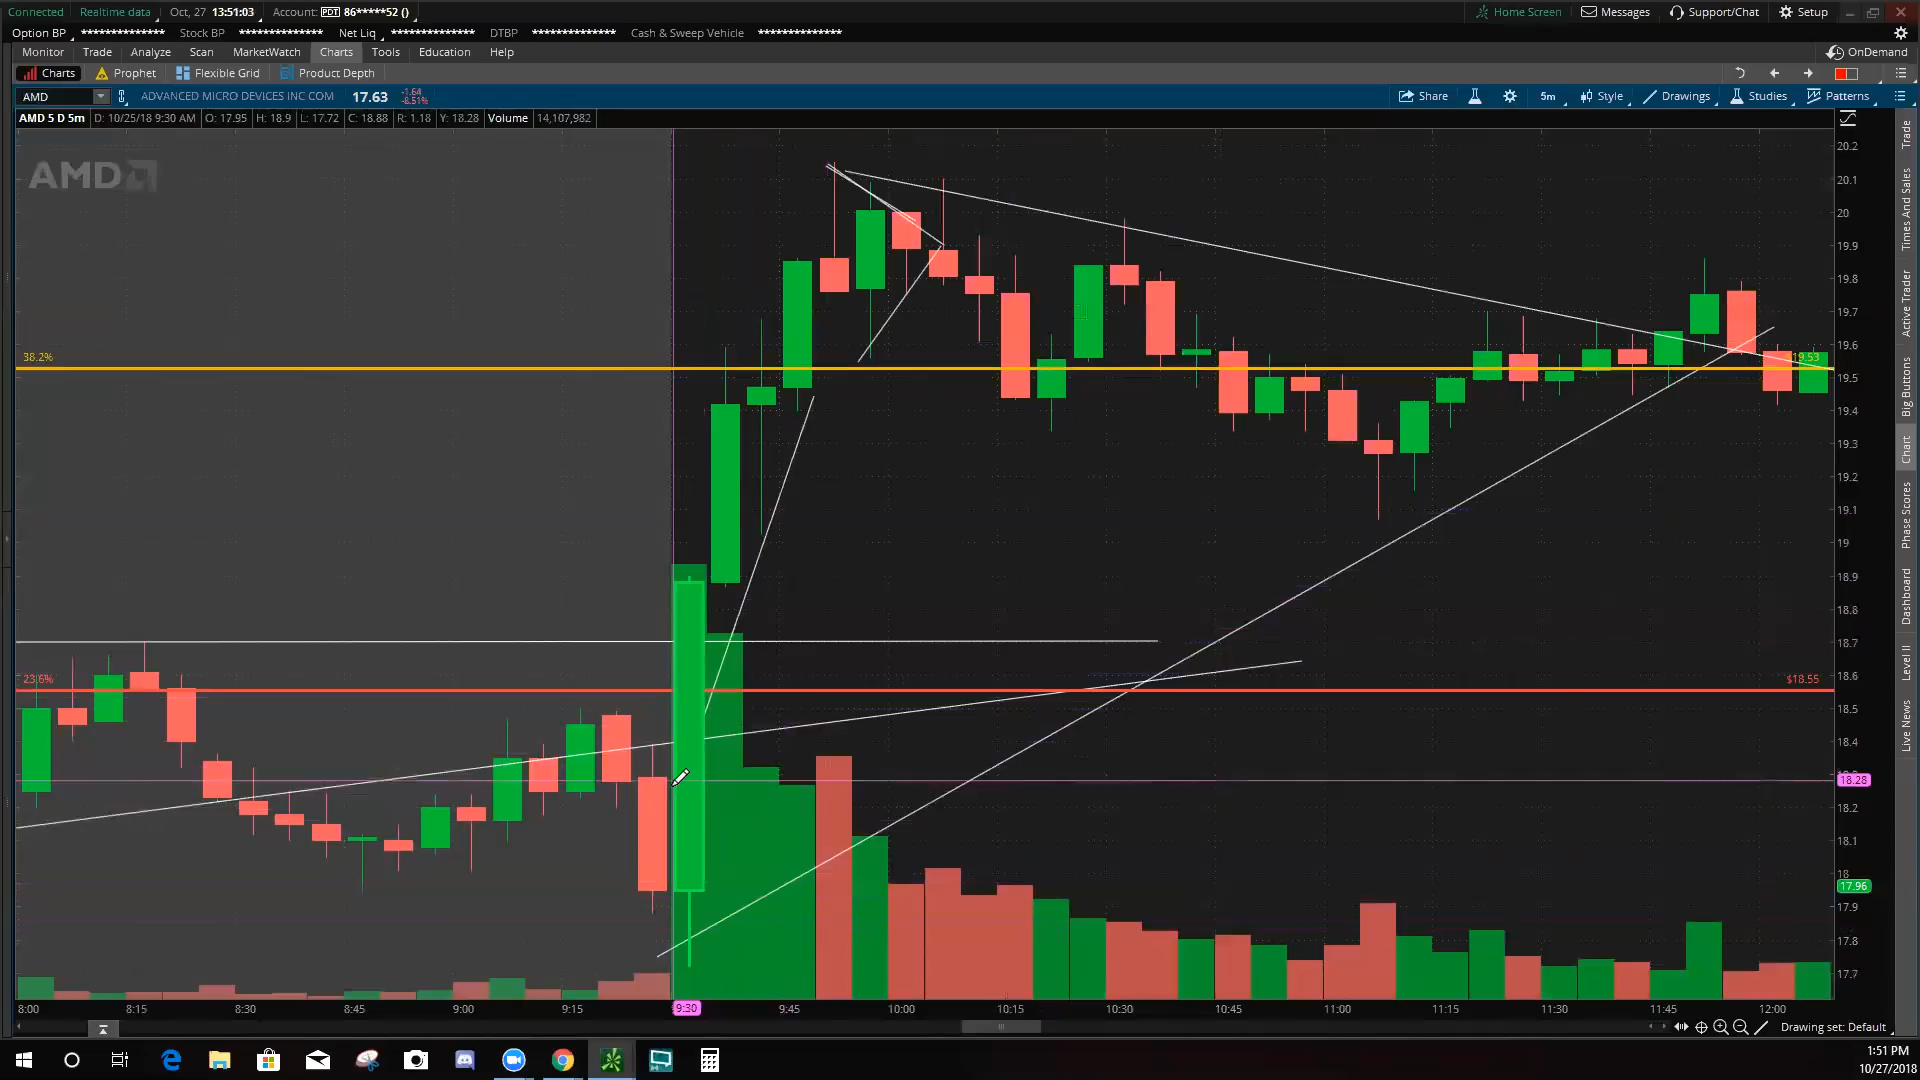 Connected Realtime data Oct, 27 13:51:03 Account: PDT 86*****52 () Home Screen Messages Support/Chat Setup
Option BP ************** Stock BP ************** Net Liq ************** DTBP ************** Cash & Sweep Vehicle **************
Monitor Trade Analyze Scan MarketWatch Charts Tools Education Help OnDemand
Charts Prophet Flexible Grid Product Depth
AMD ADVANCED MICRO DEVICES INC COM 17.63 -1.64 -8.51% Share 5m Style Drawings Studies Patterns
AMD 5 D 5m D: 10/25/18 9:30 AM O: 17.95 H: 18.9 L: 17.72 C: 18.88 R: 1.18 Y: 18.28 Volume 14,107,982
AMD
20.2
20.1
20
19.9
19.8
19.7
19.6
38.2% $19.53
19.5
19.4
19.3
19.2
19.1
19
18.9
18.8
18.7
23.6% $18.55
18.6
18.5
18.4
18.28
18.2
18.1
18
17.96
17.9
17.8
17.7
8:00 8:15 8:30 8:45 9:00 9:15 9:30 9:45 10:00 10:15 10:30 10:45 11:00 11:15 11:30 11:45 12:00
Drawing set: Default
Trade
Times And Sales
Active Trader
Big Buttons
Chart
Phase Scores
Dashboard
Level II
Live News
1:51 PM
10/27/2018